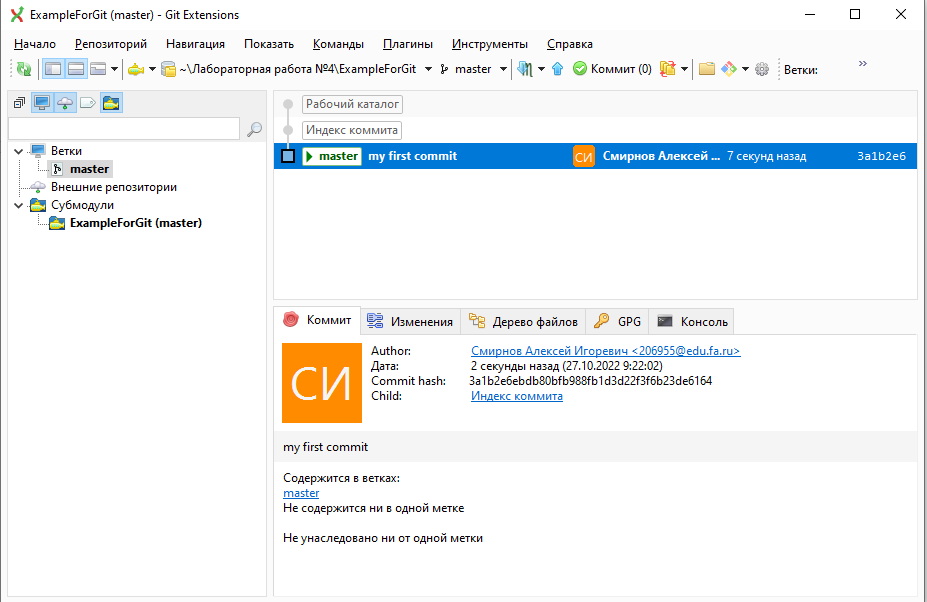 ExampleForGit (master) - Git Extensions
Начало Репозиторий Навигация Показать Команды Плагины Инструменты Справка
~\Лабораторная работа №4\ExampleForGit master Коммит (0) Ветки: »
Ветки
master
Внешние репозитории
Субмодули
ExampleForGit (master)
Рабочий каталог
Индекс коммита
master my first commit СИ Смирнов Алексей ... 7 секунд назад 3a1b2e6
Коммит Изменения Дерево файлов GPG Консоль
СИ
Author: Смирнов Алексей Игоревич <206955@edu.fa.ru>
Дата: 2 секунды назад (27.10.2022 9:22:02)
Commit hash: 3a1b2e6ebdb80bfb988fb1d3d22f3f6b23de6164
Child: Индекс коммита
my first commit
Содержится в ветках:
master
Не содержится ни в одной метке
Не унаследовано ни от одной метки